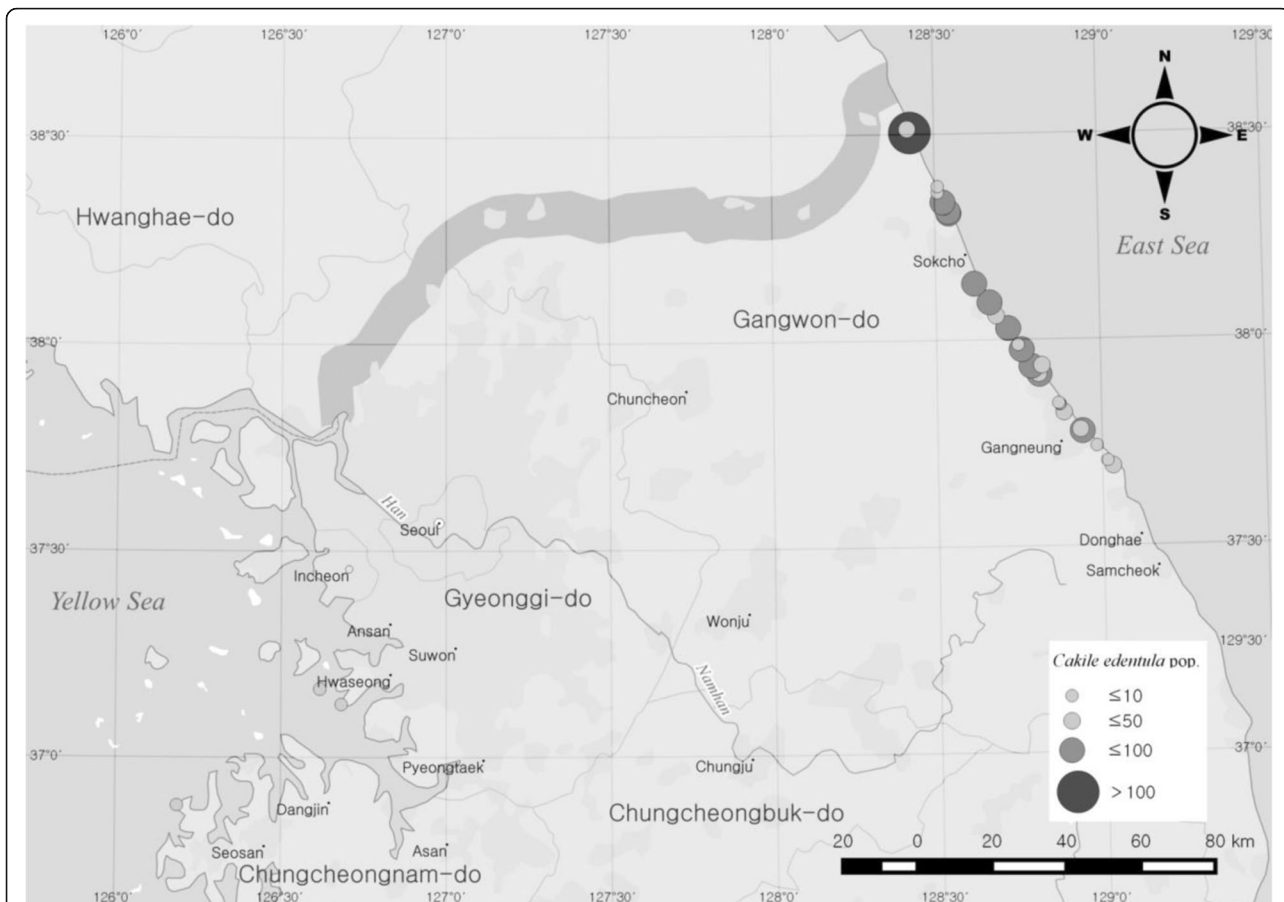 126°0′ 126°30′ 127°0′ 127°30′ 128°0′ 128°30′ 129°0′ 129°30′
N
W E
S
38°30′ 38°30′
Hwanghae-do
East Sea
Sokcho
Gangwon-do
38°0′ 38°0′
Chuncheon
Gangneung
Han
Seoul
37°30′ 37°30′
Donghae
Samcheok
Incheon
Yellow Sea
Gyeonggi-do
Ansan
Wonju
129°30′
Suwon
Hwaseong
Namhan
Cakile edentula pop.
≤10
≤50
≤100
>100
37°0′ 37°0′
Pyeongtaek
Chungju
Dangjin
Chungcheongbuk-do
20 0 20 40 60 80 km
Seosan
Asan
Chungcheongnam-do
126°0′ 126°30′ 127°0′ 127°30′ 128°0′ 128°30′ 129°0′